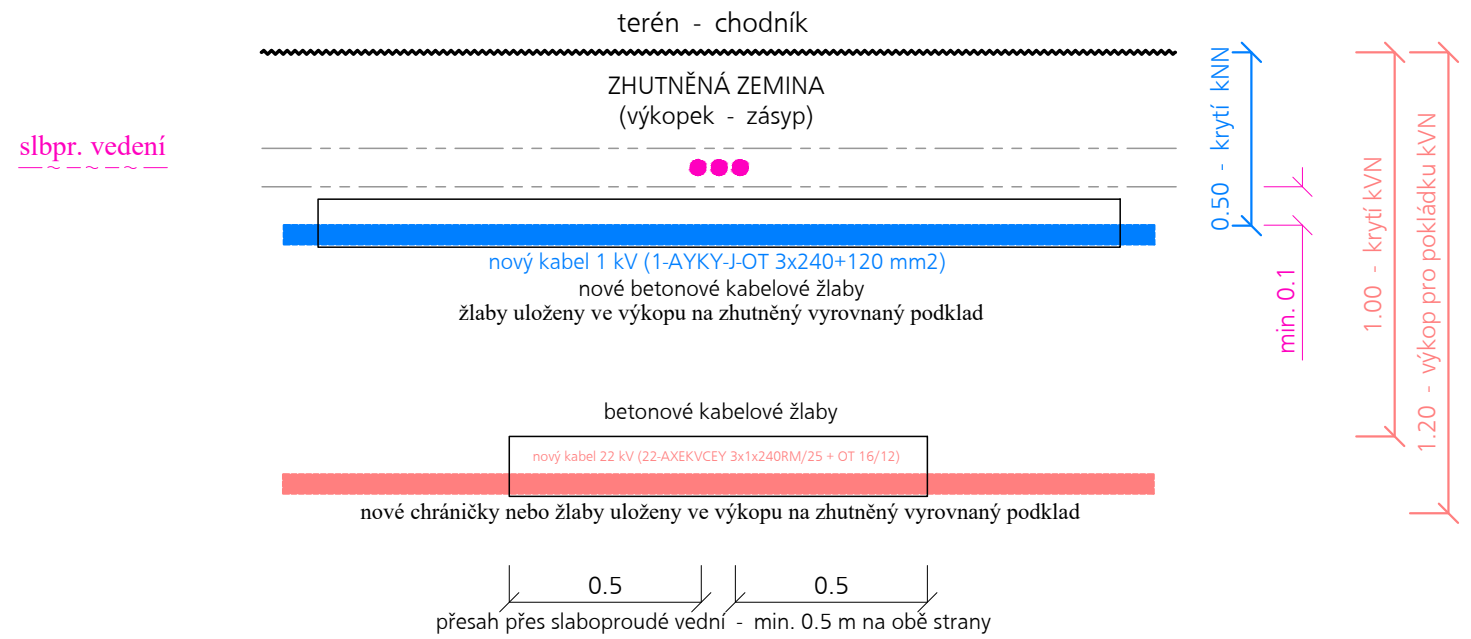 terén - chodník
ZHUTNĚNÁ ZEMINA
(výkopek - zásyp)
slbpr. vedení
nový kabel 1 kV (1-AYKY-J-OT 3x240+120 mm2)
nové betonové kabelové žlaby
žlaby uloženy ve výkopu na zhutněný vyrovnaný podklad
betonové kabelové žlaby
nový kabel 22 kV (22-AXEKVCEY 3x1x240RM/25 + OT 16/12)
nové chráničky nebo žlaby uloženy ve výkopu na zhutněný vyrovnaný podklad
0.5
0.5
přesah přes slaboproudé vední - min. 0.5 m na obě strany
0.50 - krytí kNN
min. 0.1
1.00 - krytí kVN
1.20 - výkop pro pokládku kVN